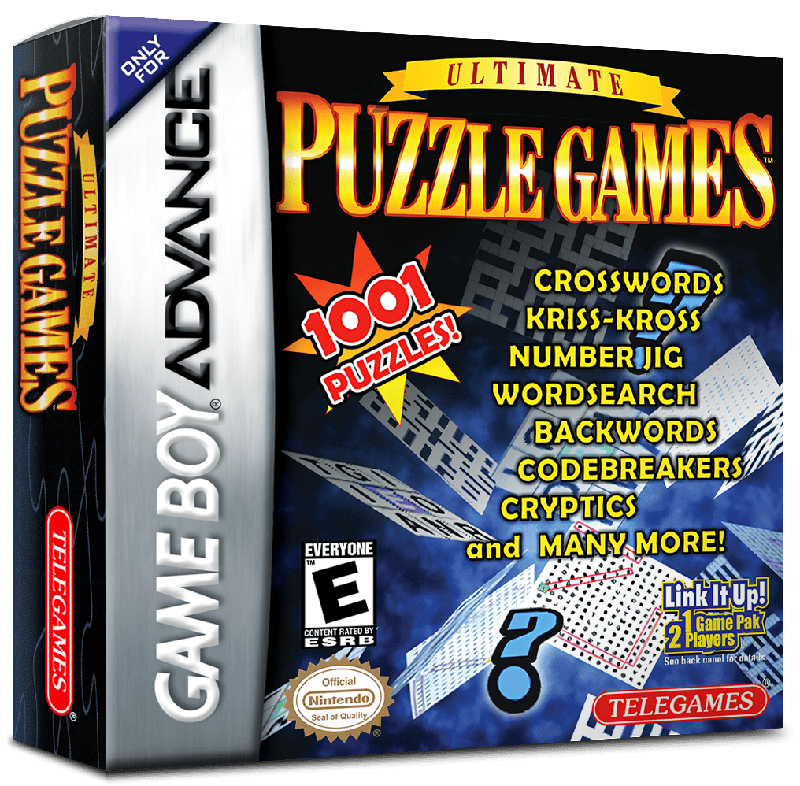 ULTIMATE
PUZZLE GAMES
TELEGAMES
®
ONLY
FOR
GAME BOY® ADVANCE
ULTIMATE
PUZZLE GAMES™
1001
PUZZLES!
CROSSWORDS
KRISS-KROSS
NUMBER JIG
WORDSEARCH
BACKWORDS
CODEBREAKERS
CRYPTICS
and MANY MORE!
EVERYONE
E
™
CONTENT RATED BY
ESRB
Official
Nintendo
Seal of Quality
®
Link It Up!
1 Game Pak
2 Players
See back panel for details.
TELEGAMES
®